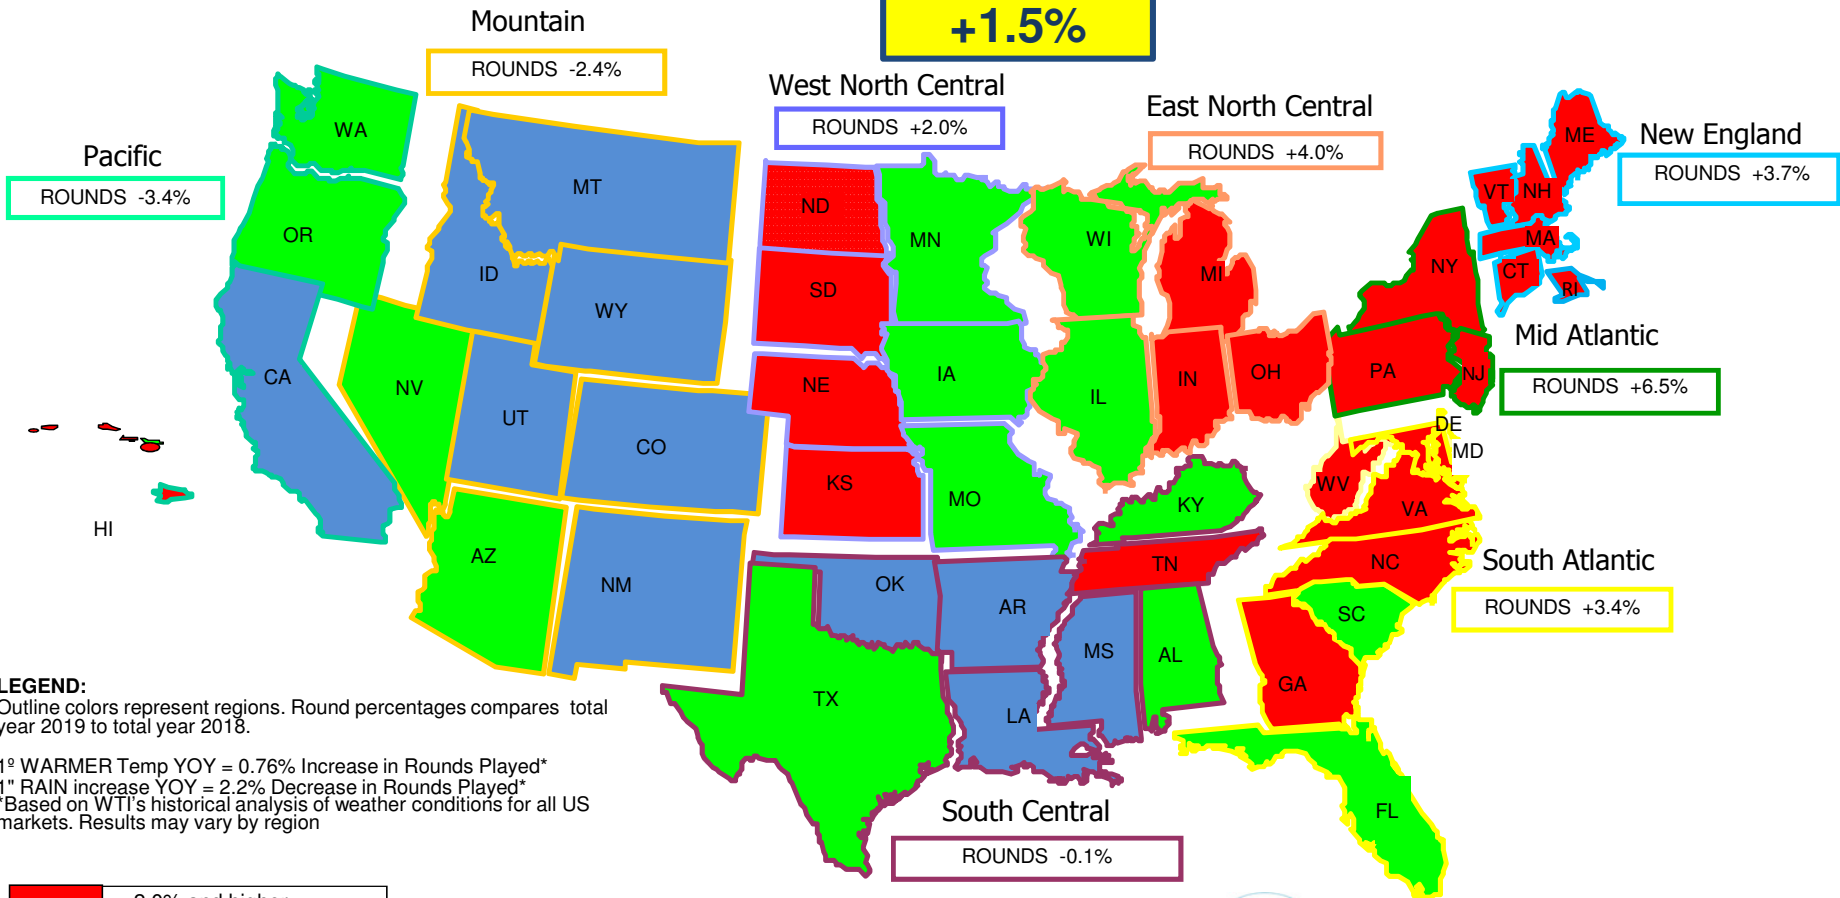 +1.5%
Mountain
ROUNDS -2.4%
West North Central
ROUNDS +2.0%
East North Central
ROUNDS +4.0%
New England
ROUNDS +3.7%
Pacific
ROUNDS -3.4%
Mid Atlantic
ROUNDS +6.5%
South Atlantic
ROUNDS +3.4%
South Central
ROUNDS -0.1%
WA
OR
CA
NV
ID
MT
WY
UT
CO
AZ
NM
HI
ND
SD
NE
KS
MN
IA
MO
WI
IL
MI
IN
OH
KY
TN
OK
AR
TX
LA
MS
AL
ME
VT
NH
MA
CT
RI
NY
PA
NJ
DE
MD
WV
VA
NC
SC
GA
FL
LEGEND:
Outline colors represent regions. Round percentages compares total
year 2019 to total year 2018.
1º WARMER Temp YOY = 0.76% Increase in Rounds Played*
1" RAIN increase YOY = 2.2% Decrease in Rounds Played*
*Based on WTI's historical analysis of weather conditions for all US
markets. Results may vary by region
and higher